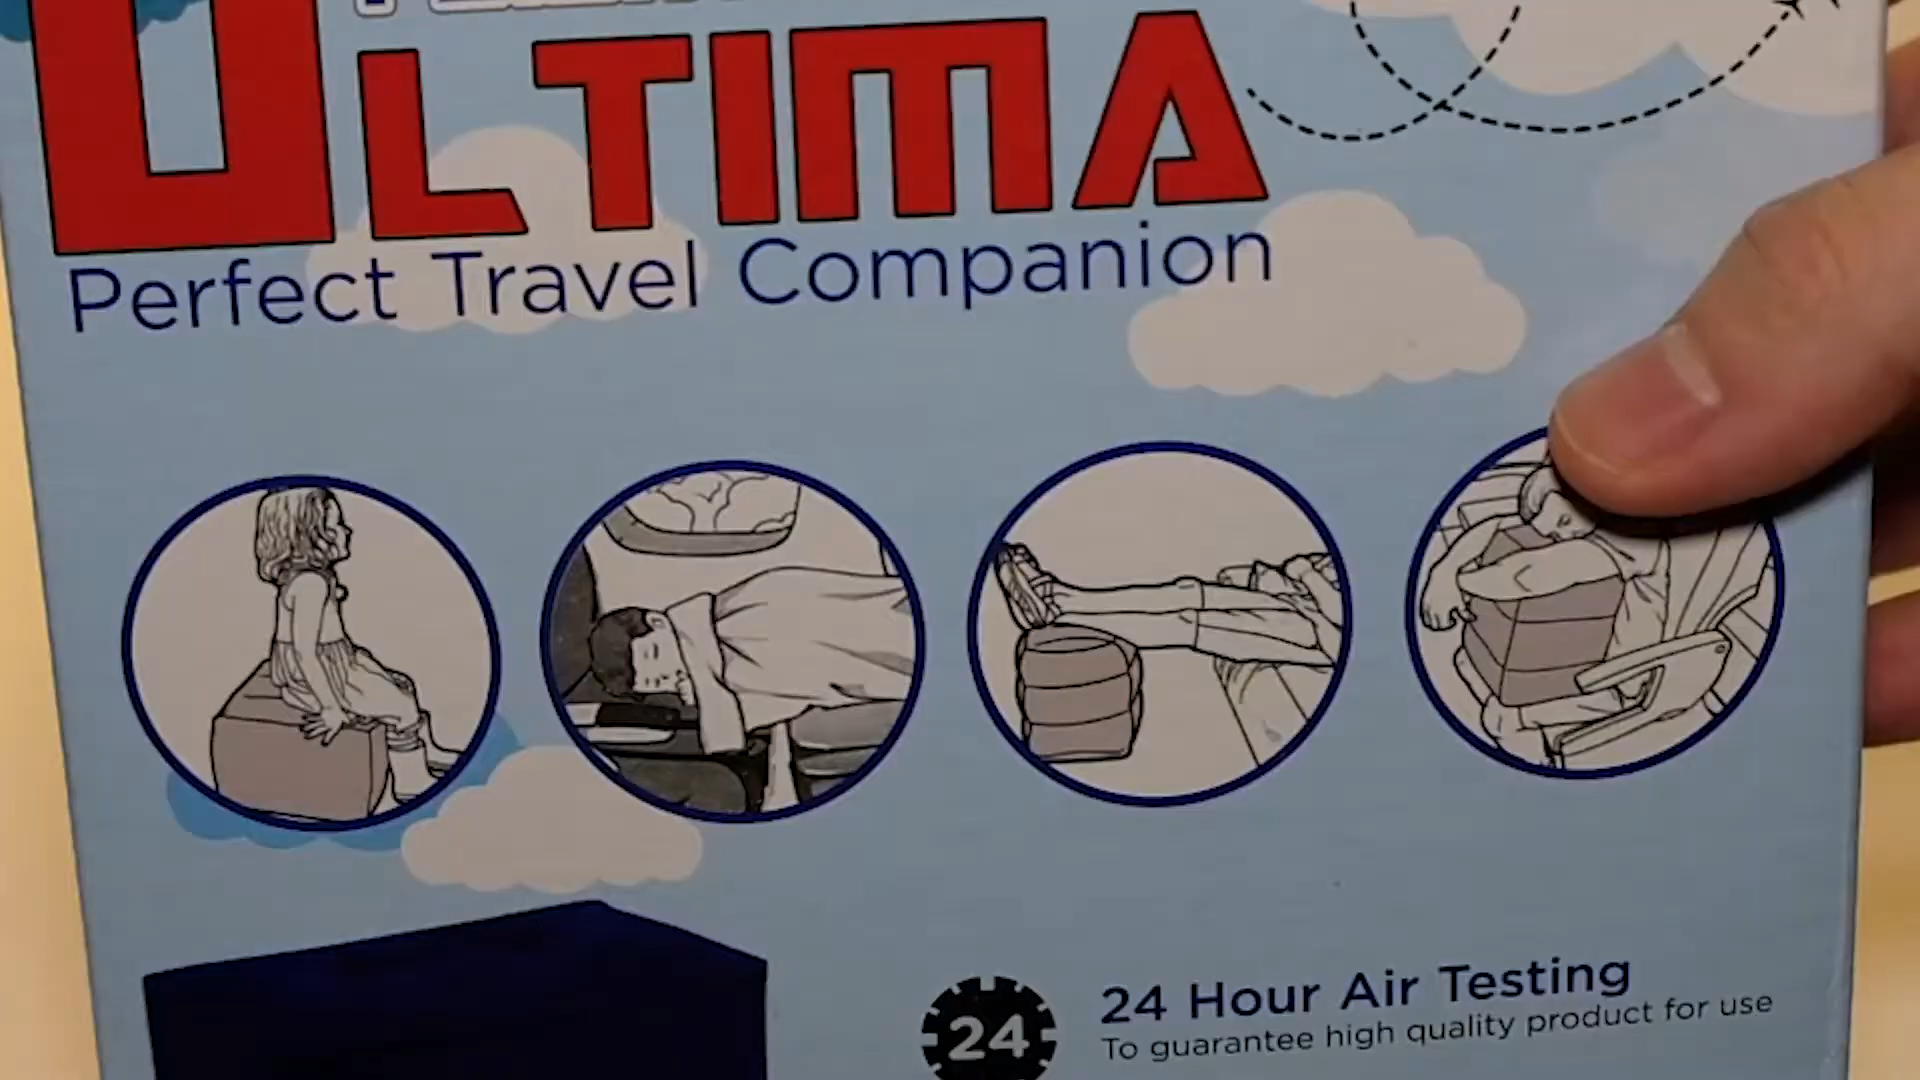 ULTIMA
Perfect Travel Companion
24
24 Hour Air Testing
To guarantee high quality product for use